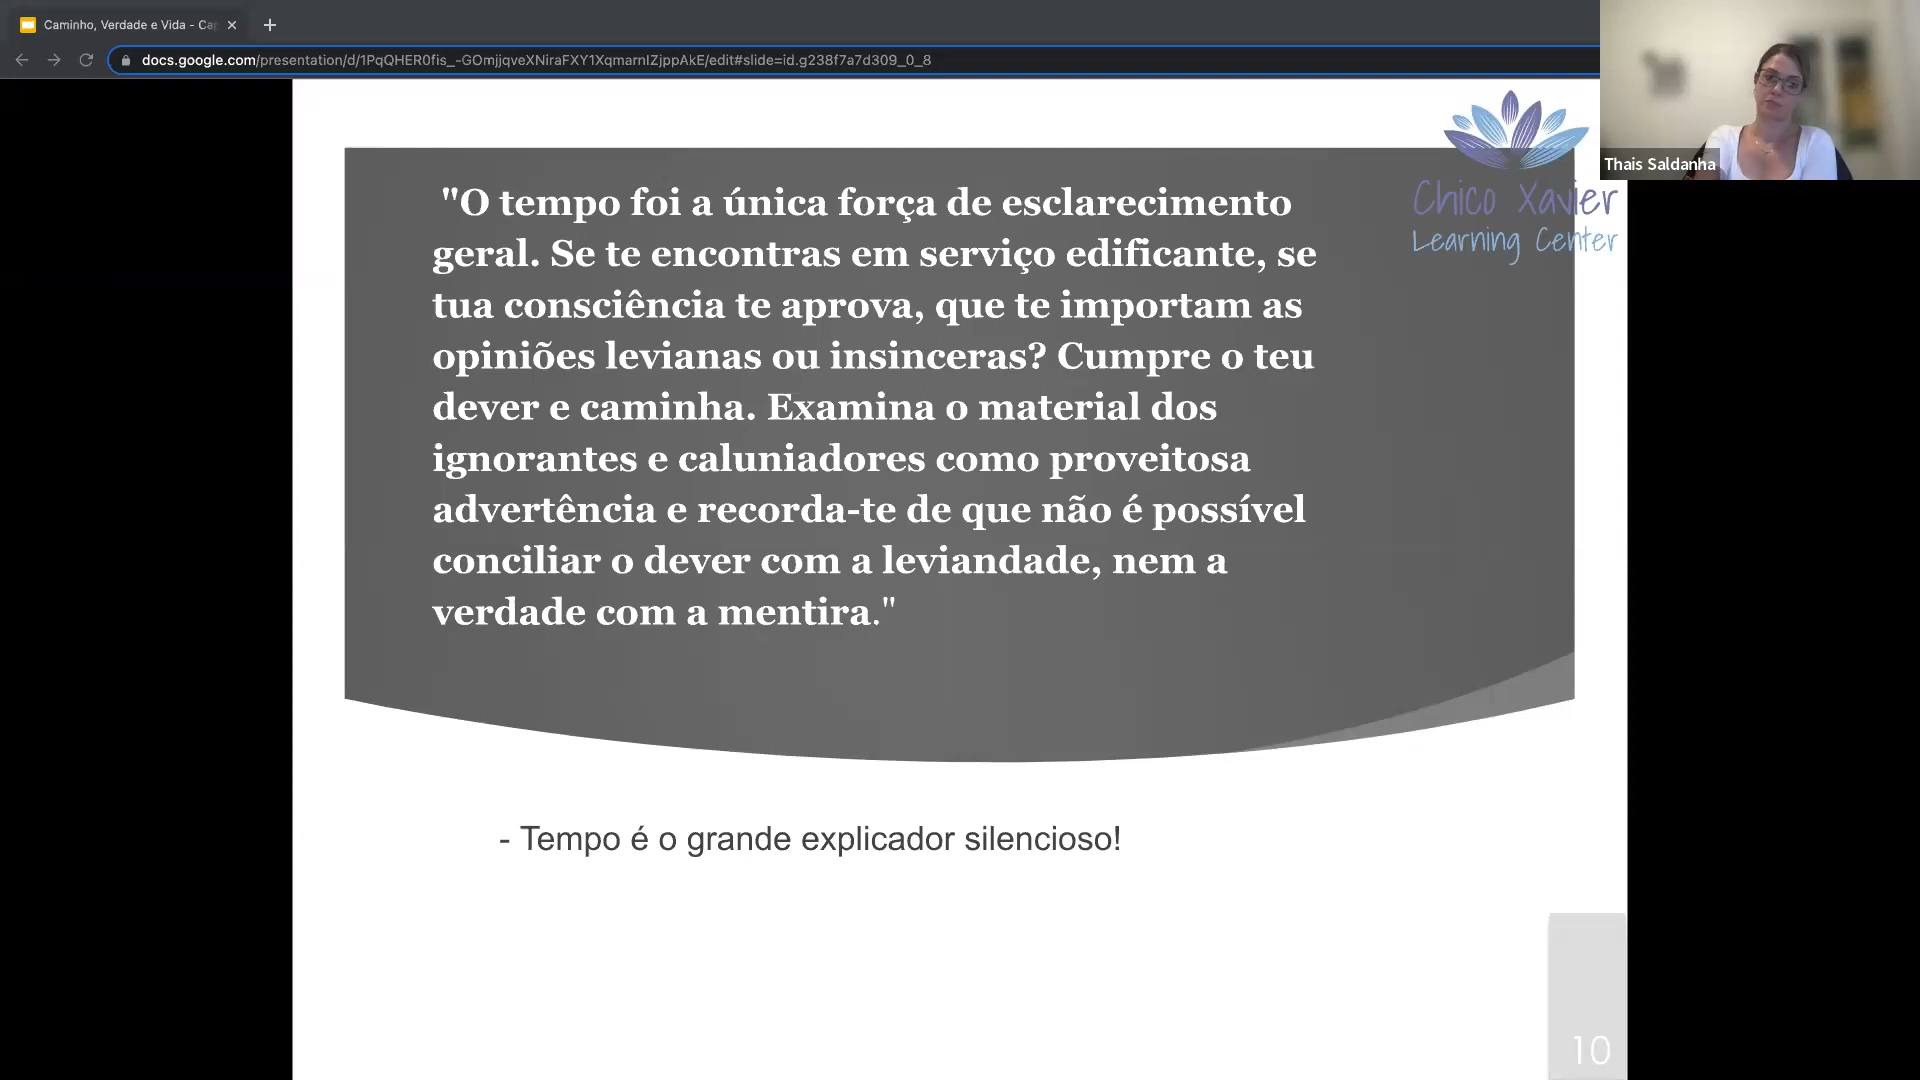 Caminho, Verdade e Vida - Ca
docs.google.com/presentation/d/1PqQHER0fis_-GOmjjqveXNiraFXY1XqmarnIZjppAkE/edit#slide=id.g238f7a7d309_0_8
Thais Saldanha
Chico Xavier
Learning Center
"O tempo foi a única força de esclarecimento
geral. Se te encontras em serviço edificante, se
tua consciência te aprova, que te importam as
opiniões levianas ou insinceras? Cumpre o teu
dever e caminha. Examina o material dos
ignorantes e caluniadores como proveitosa
advertência e recorda-te de que não é possível
conciliar o dever com a leviandade, nem a
verdade com a mentira."
- Tempo é o grande explicador silencioso!
10